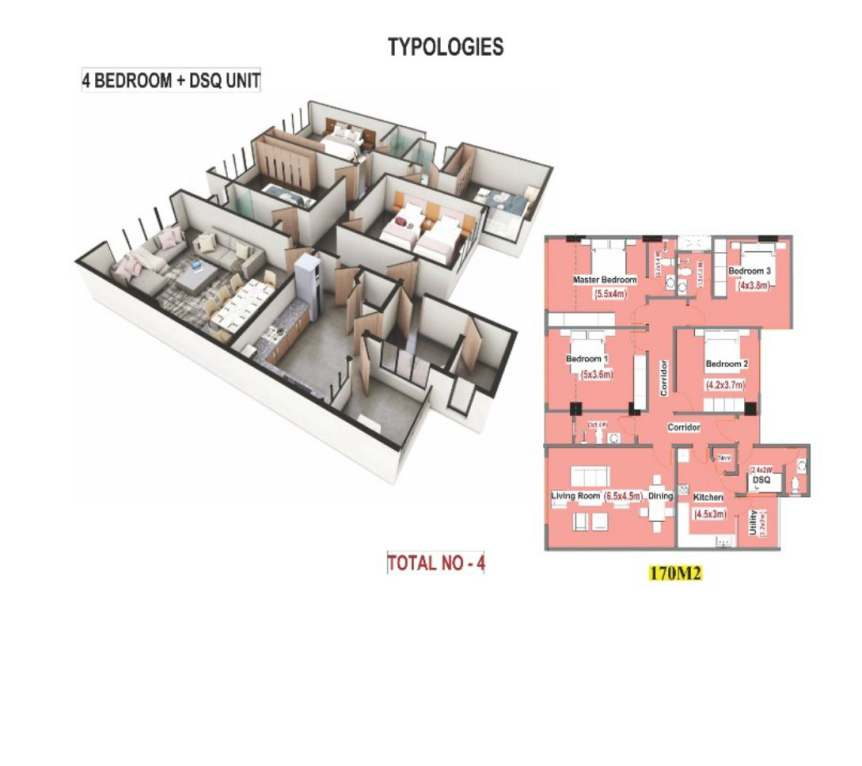 TYPOLOGIES
4 BEDROOM + DSQ UNIT
Master Bedroom
(5.5x4m)
Bedroom 3
(4x3.8m)
Bedroom 1
(5x3.6m)
Corridor
Bedroom 2
(4.2x3.7m)
Corridor
Living Room (6.5x4.5m) Dining
Kitchen
(4.5x3m)
DSQ
Utility
TOTAL NO - 4
170M2